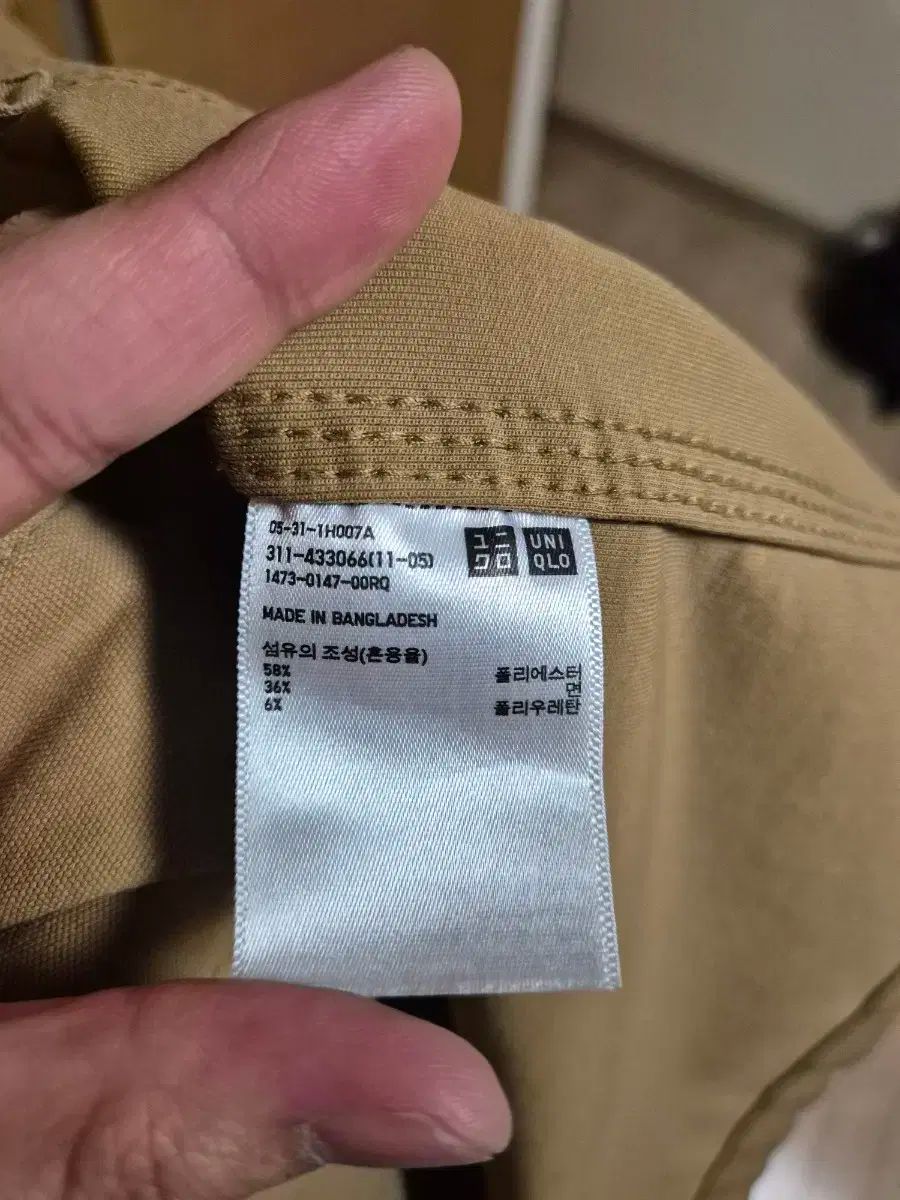 05-31-1H007A
311-433066(11-05)
1473-0147-00RQ
ユニ
クロ
UNI
QLO
MADE IN BANGLADESH
섬유의 조성(혼용율)
58% 폴리에스터
36% 면
6% 폴리우레탄